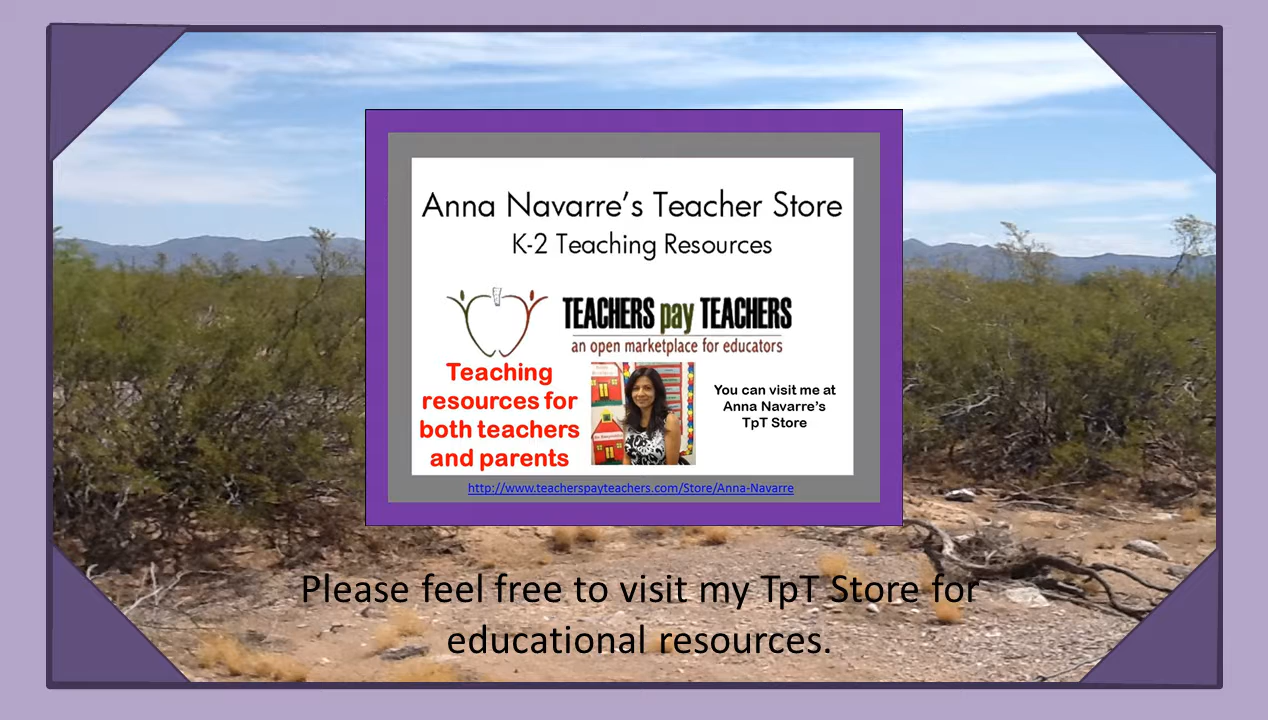 Anna Navarre's Teacher Store
K-2 Teaching Resources
TEACHERS pay TEACHERS
an open marketplace for educators
Teaching
resources for
both teachers
and parents
You can visit me at
Anna Navarre's
TpT Store
http://www.teacherspayteachers.com/Store/Anna-Navarre
Please feel free to visit my TpT Store for
educational resources.